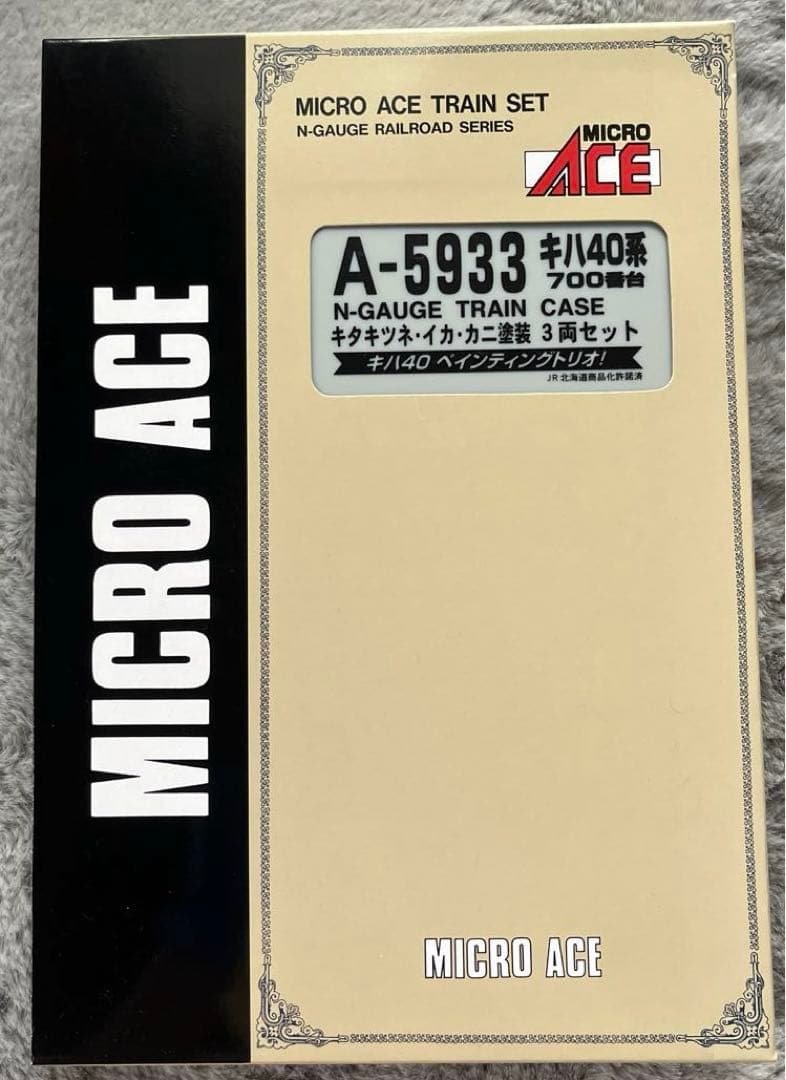 MICRO ACE
MICRO ACE TRAIN SET
N-GAUGE RAILROAD SERIES
MICRO
ACE
A-5933 キハ40系
700番台
N-GAUGE TRAIN CASE
キタキツネ・イカ・カニ塗装 3両セット
キハ40 ペインティングトリオ!
JR北海道商品化許諾済
MICRO ACE